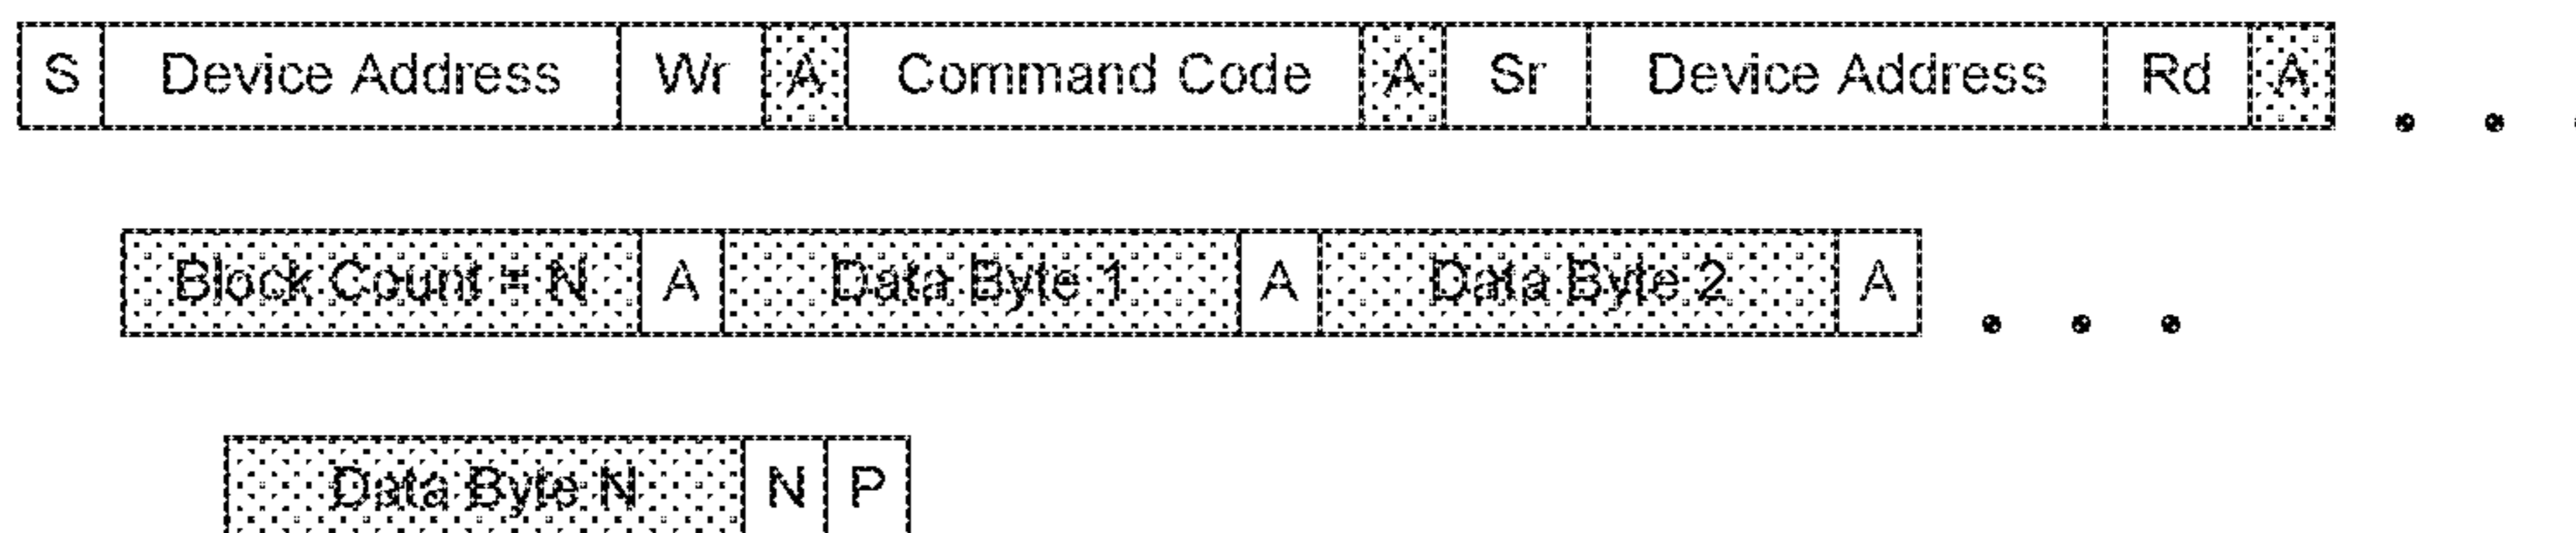 S Device Address Wr A Command Code A Sr Device Address Rd A . . .
Block Count = N A Data Byte 1 A Data Byte 2 A . . .
Data Byte N N P